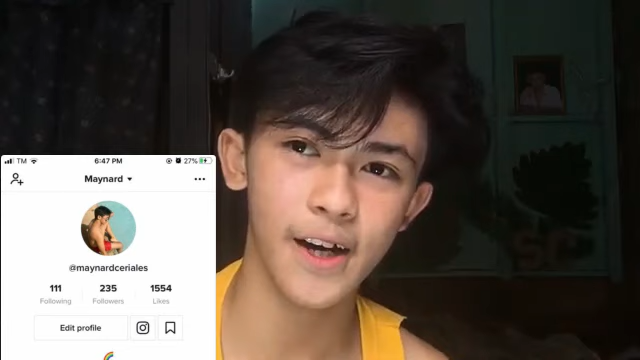 TM 6:47 PM 27%
Maynard
@maynardceriales
111 235 1554
Following Followers Likes
Edit profile